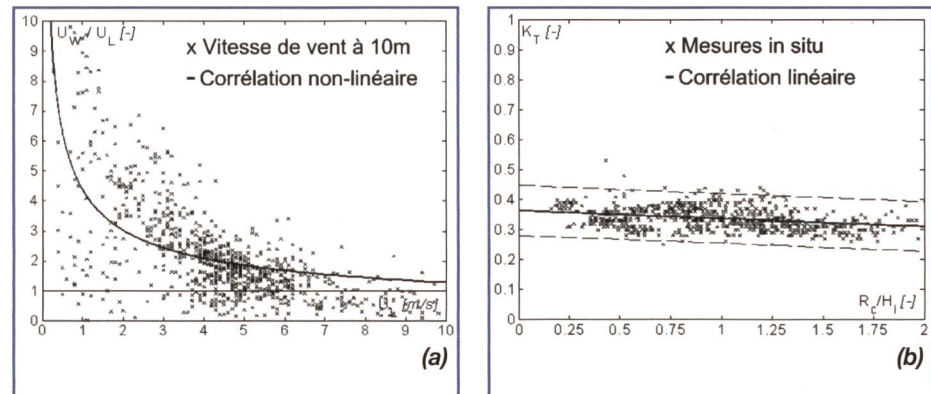 U_W / U_L [-]
x Vitesse de vent à 10m
– Corrélation non-linéaire
10
9
8
7
6
5
4
3
2
1
0
U_L [m/s]
0 1 2 3 4 5 6 7 8 9 10
(a)
K_T [-]
x Mesures in situ
– Corrélation linéaire
1
0.9
0.8
0.7
0.6
0.5
0.4
0.3
0.2
0.1
0
R_c/H_i [-]
0 0.25 0.5 0.75 1 1.25 1.5 1.75 2
(b)